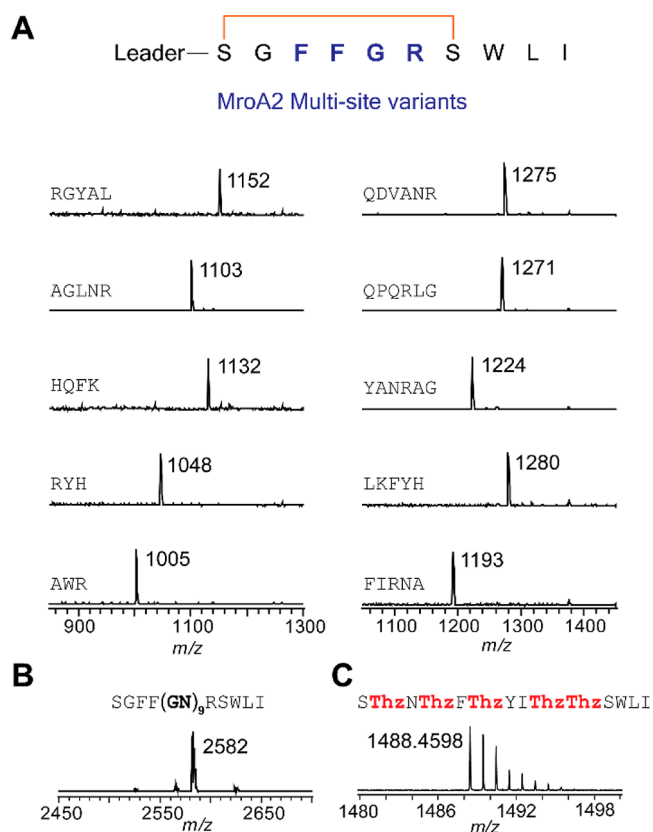 A
Leader— S G F F G R S W L I
MroA2 Multi-site variants
RGYAL
1152
QDVANR
1275
AGLNR
1103
QPQRLG
1271
HQFK
1132
YANRAG
1224
RYH
1048
LKFYH
1280
AWR
1005
FIRNA
1193
900 1100 1300
m/z
1100 1200 1300 1400
m/z
B
SGFF(GN)9RSWLI
2582
2450 2550 2650
m/z
C
SThzNThzFThzYIThzThzSWLI
1488.4598
1480 1486 1492 1498
m/z